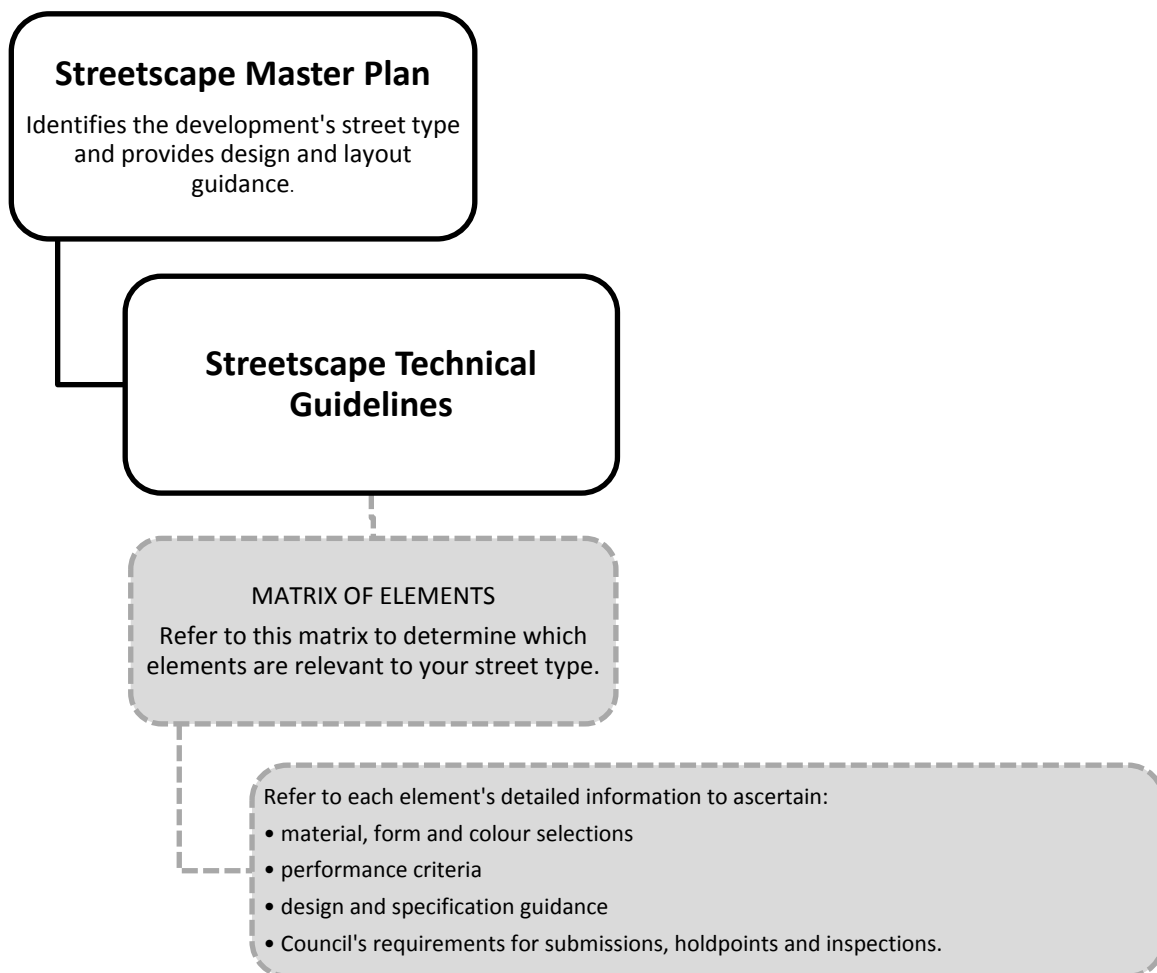 Streetscape Master Plan
Identifies the development's street type
and provides design and layout
guidance.
Streetscape Technical
Guidelines
MATRIX OF ELEMENTS
Refer to this matrix to determine which
elements are relevant to your street type.
Refer to each element's detailed information to ascertain:
• material, form and colour selections
• performance criteria
• design and specification guidance
• Council's requirements for submissions, holdpoints and inspections.